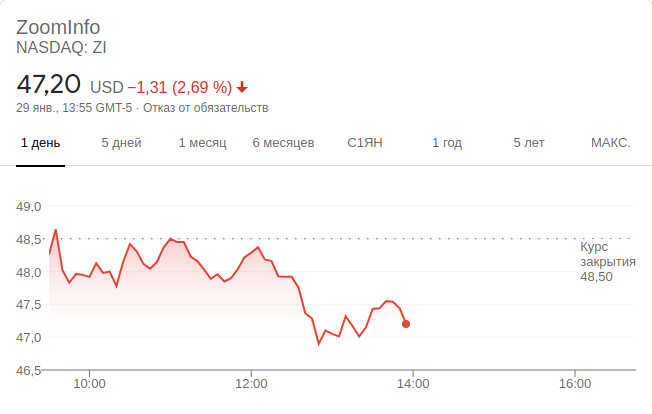 ZoomInfo
NASDAQ: ZI
47,20 USD −1,31 (2,69 %)
29 янв., 13:55 GMT-5 · Отказ от обязательств
1 день 5 дней 1 месяц 6 месяцев С1ЯН 1 год 5 лет МАКС.
49,0
48,5
Курс
закрытия
48,50
48,0
47,5
47,0
46,5
10:00 12:00 14:00 16:00